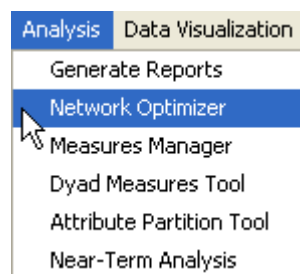 Analysis Data Visualization
Generate Reports
Network Optimizer
Measures Manager
Dyad Measures Tool
Attribute Partition Tool
Near-Term Analysis